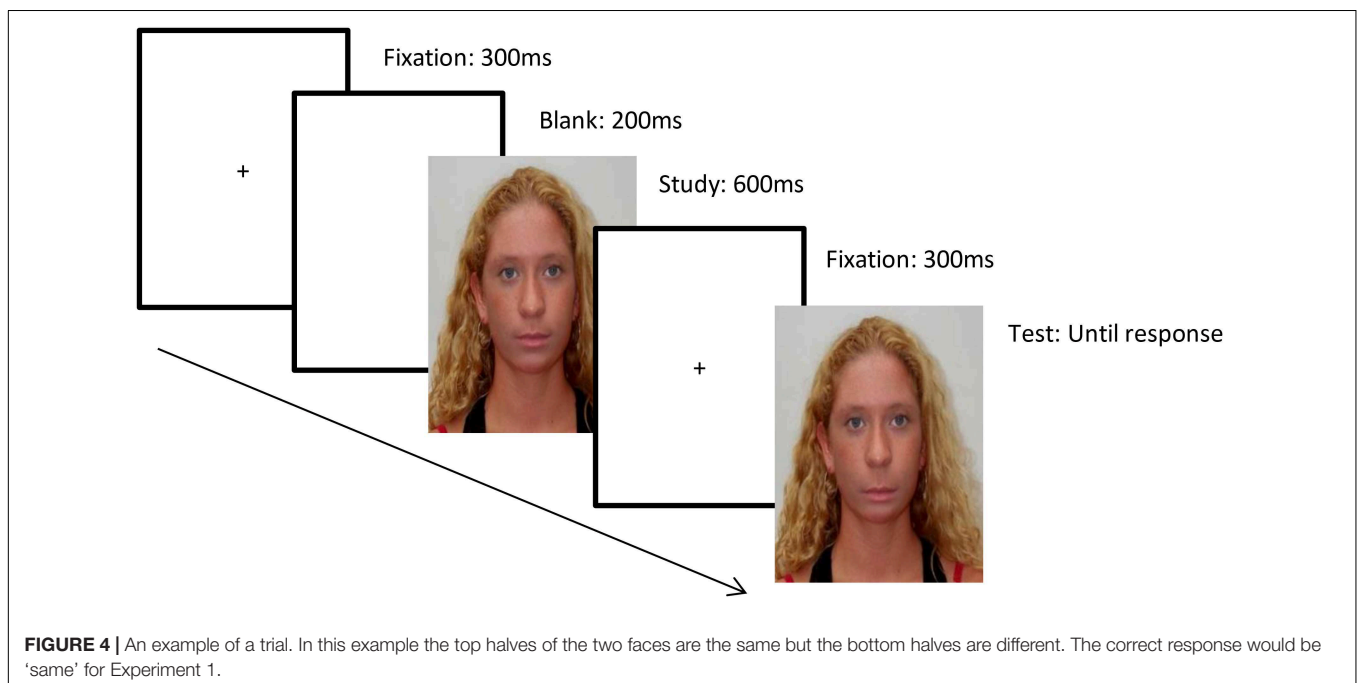 Fixation: 300ms
Blank: 200ms
+
Study: 600ms
Fixation: 300ms
Test: Until response
+
FIGURE 4 | An example of a trial. In this example the top halves of the two faces are the same but the bottom halves are different. The correct response would be
‘same’ for Experiment 1.